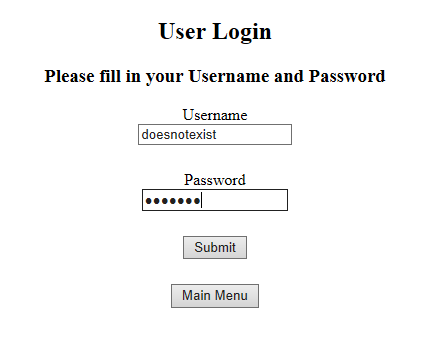 User Login
Please fill in your Username and Password
Username
doesnotexist
Password
●●●●●●●
Submit
Main Menu